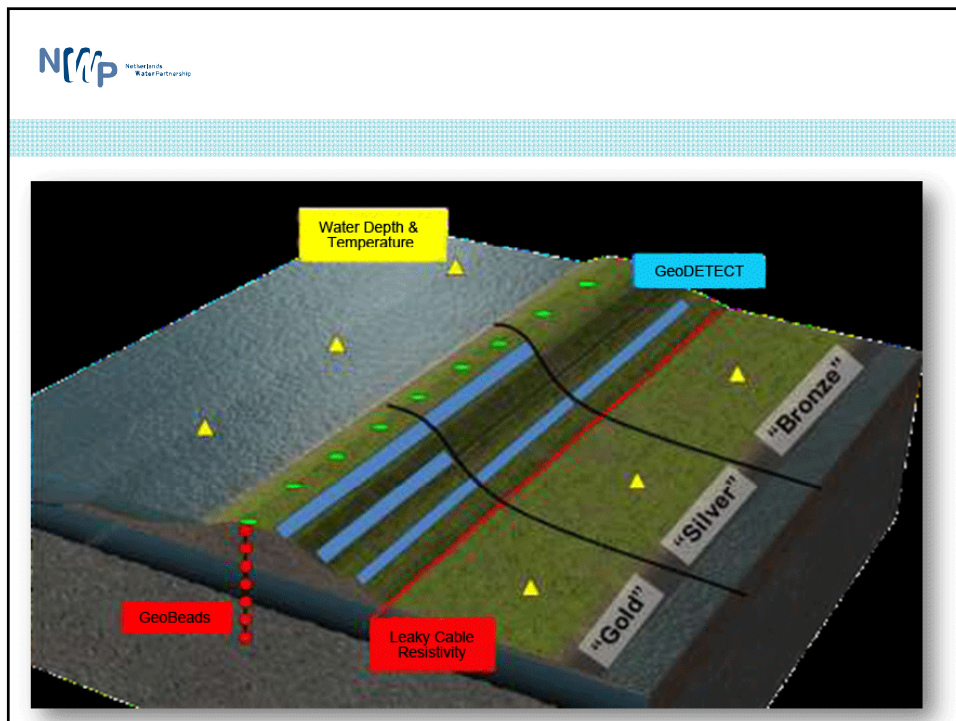 NWP
Netherlands
Water Partnership
Water Depth &
Temperature
GeoDETECT
"Bronze"
"Silver"
"Gold"
GeoBeads
Leaky Cable
Resistivity